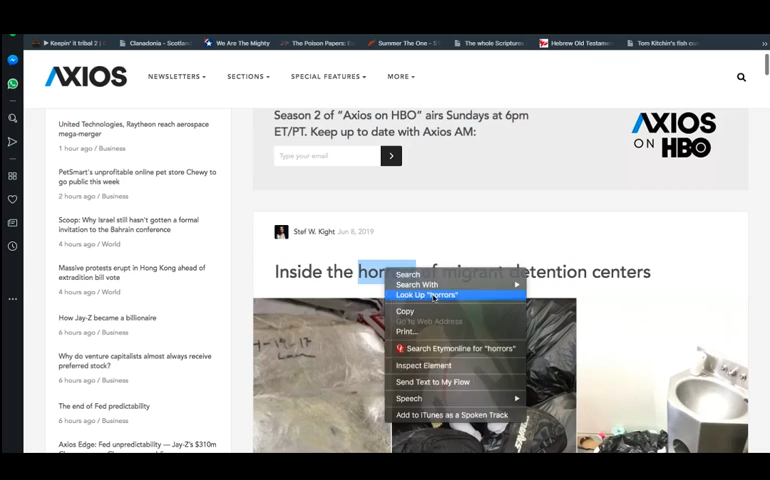 ▶ Keepin' it tribal 2 |
Clanadonia – Scotlan
We Are The Mighty
The Poison Papers: E
Summer The One – E
The whole Scriptures
Hebrew Old Testame
Tom Kitchin's fish co
»
AXIOS
NEWSLETTERS
SECTIONS
SPECIAL FEATURES
MORE
United Technologies, Raytheon reach aerospace
mega-merger
1 hour ago / Business
PetSmart's unprofitable online pet store Chewy to
go public this week
2 hours ago / Business
Scoop: Why Israel still hasn't gotten a formal
invitation to the Bahrain conference
4 hours ago / World
Massive protests erupt in Hong Kong ahead of
extradition bill vote
4 hours ago / World
How Jay-Z became a billionaire
6 hours ago / Business
Why do venture capitalists almost always receive
preferred stock?
6 hours ago / Business
The end of Fed predictability
6 hours ago / Business
Axios Edge: Fed unpredictability — Jay-Z's $310m
Season 2 of "Axios on HBO" airs Sundays at 6pm
ET/PT. Keep up to date with Axios AM:
Type your email
AXIOS
ON HBO
Stef W. Kight Jun 8, 2019
Inside the horrors of migrant detention centers
Search
Search With
Look Up "horrors"
Copy
Go to Web Address
Print...
Search Etymonline for "horrors"
Inspect Element
Send Text to My Flow
Speech
Add to iTunes as a Spoken Track